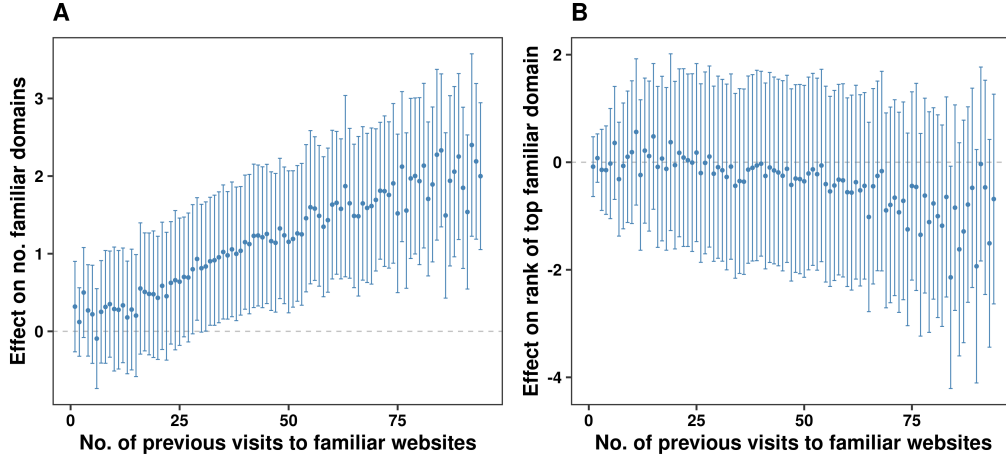 A
Effect on no. familiar domains
3
2
1
0
0
25
50
75
No. of previous visits to familiar websites
B
Effect on rank of top familiar domain
2
0
-2
-4
0
25
50
75
No. of previous visits to familiar websites